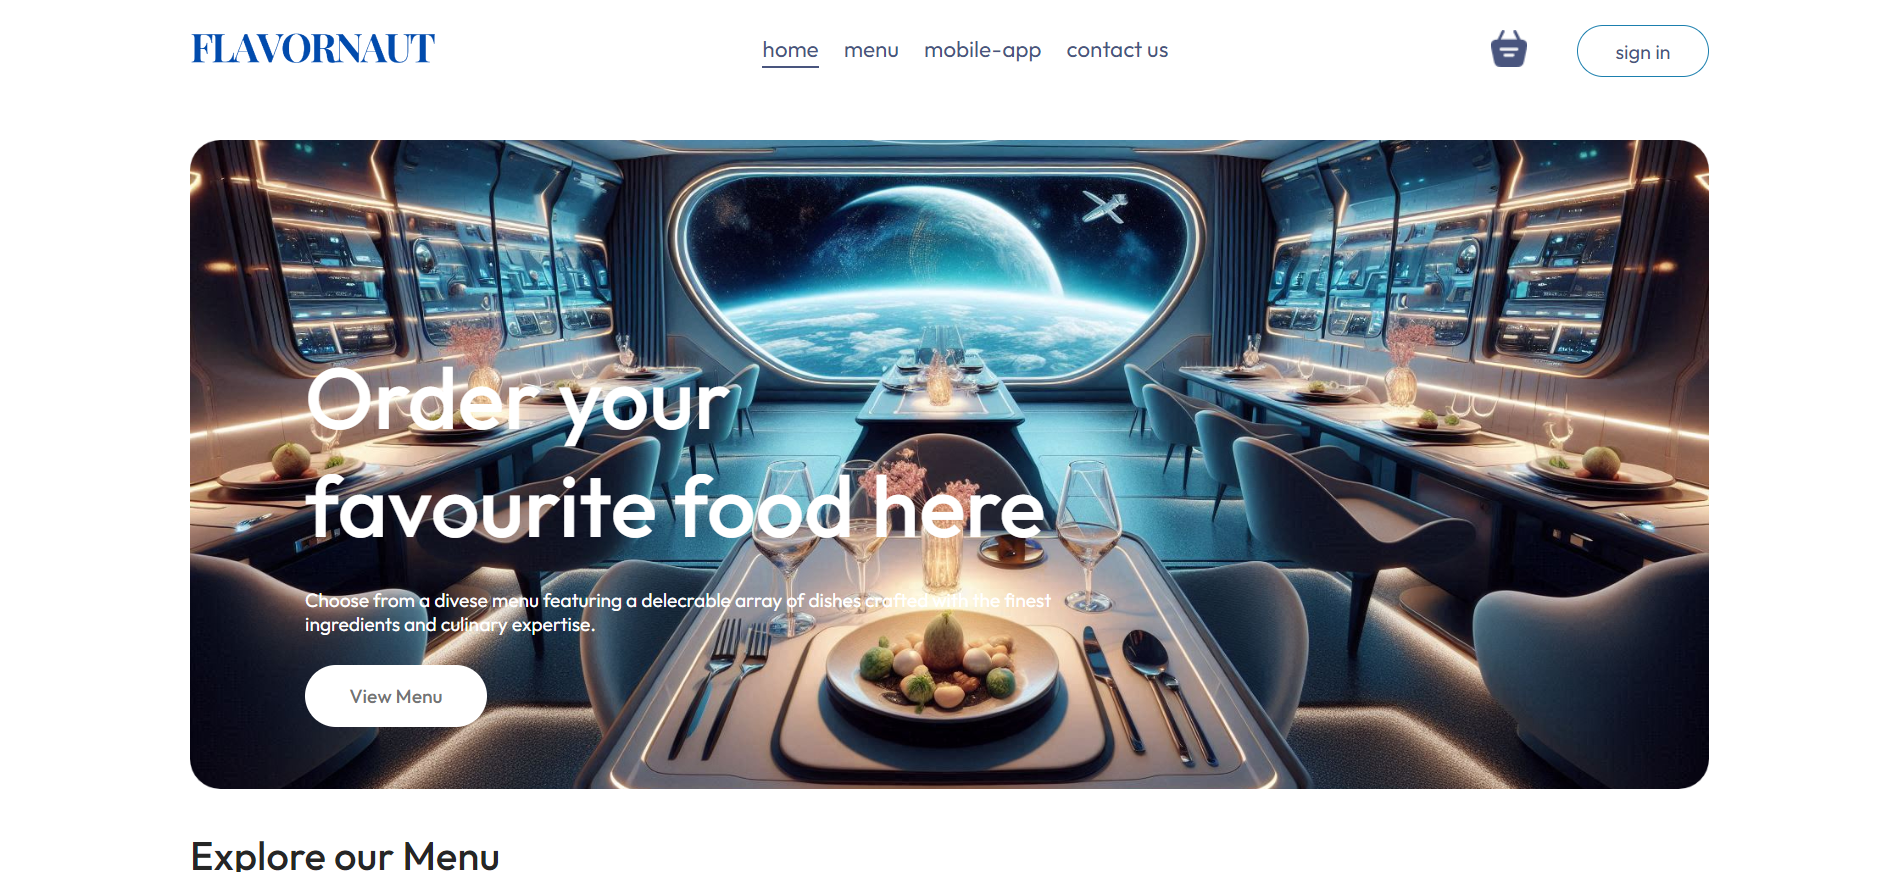 FLAVORNAUT
home menu mobile-app contact us
sign in
Order your
favourite food here
Choose from a divese menu featuring a delecrable array of dishes crafted with the finest
ingredients and culinary expertise.
View Menu
Explore our Menu